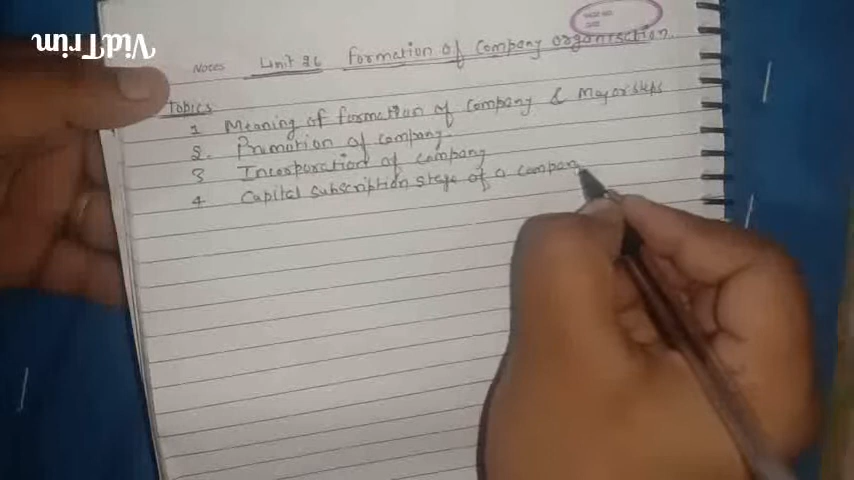 VidTrim
Notes Unit 26 Formation of Company organisation.
Topics
1 Meaning of formation of Company & Major steps
2. Promotion of company.
3 Incorporation of company
4 Capital subscription stage of a company